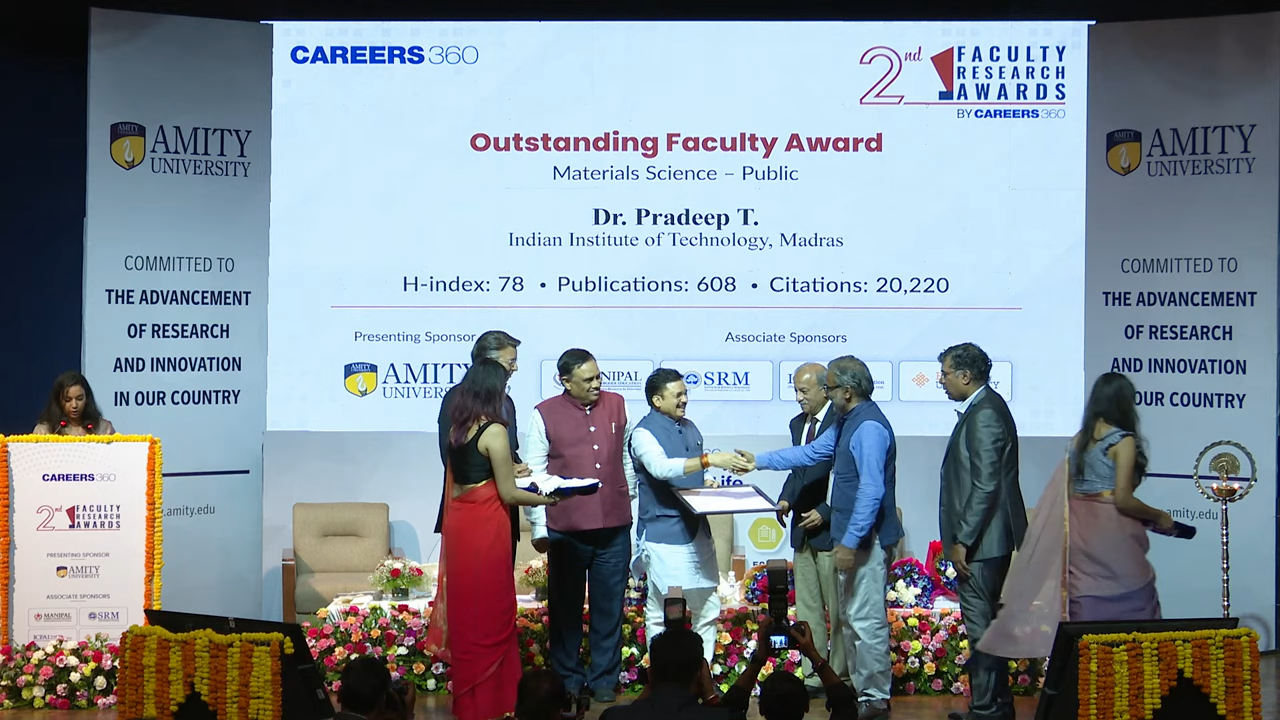 CAREERS360
2nd FACULTY
RESEARCH
AWARDS
BY CAREERS360
Outstanding Faculty Award
Materials Science – Public
Dr. Pradeep T.
Indian Institute of Technology, Madras
H-index: 78 • Publications: 608 • Citations: 20,220
Presenting Sponsor
Associate Sponsors
AMITY
AMITY
SRM
AMITY
AMITY
UNIVERSITY
COMMITTED TO
THE ADVANCEMENT
OF RESEARCH
AND INNOVATION
IN OUR COUNTRY
.amity.edu
AMITY
AMITY
UNIVERSITY
COMMITTED TO
THE ADVANCEMENT
OF RESEARCH
AND INNOVATION
OUR COUNTRY
.amity.edu
CAREERS360
2nd FACULTY
RESEARCH
AWARDS
PRESENTING SPONSOR
AMITY
ASSOCIATE SPONSORS
MANIPAL
SRM